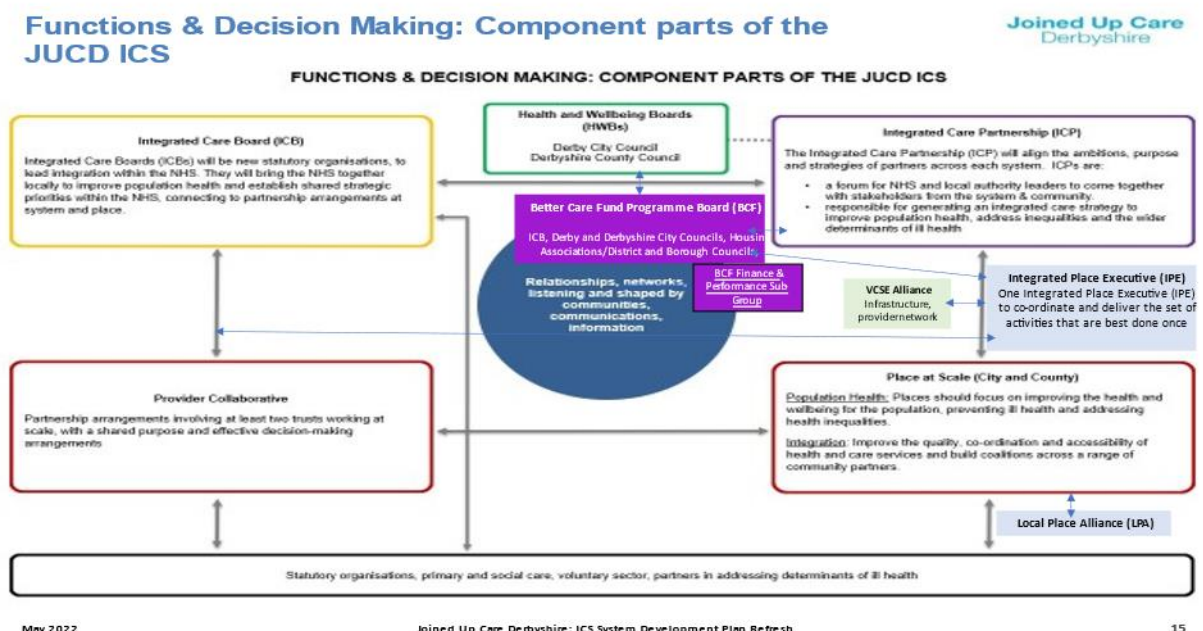 Functions & Decision Making: Component parts of the
JUCD ICS
Joined Up Care
Derbyshire
FUNCTIONS & DECISION MAKING: COMPONENT PARTS OF THE JUCD ICS
Integrated Care Board (ICB)
Integrated Care Boards (ICBs) will be new statutory organisations, to
lead integration within the NHS. They will bring the NHS together
locally to improve population health and establish shared strategic
priorities within the NHS, connecting to partnership arrangements at
system and place.
Health and Wellbeing Boards
(HWBs)
Derby City Council
Derbyshire County Council
Integrated Care Partnership (ICP)
The Integrated Care Partnership (ICP) will align the ambitions, purpose
and strategies of partners across each system. ICPs are:
• a forum for NHS and local authority leaders to come together
with stakeholders from the system & community.
• responsible for generating an integrated care strategy to
improve population health, address inequalities and the wider
determinants of ill health
Better Care Fund Programme Board (BCF)
ICB, Derby and Derbyshire City Councils, Housin
Associations/District and Borough Councils,
BCF Finance &
Performance Sub
Group
Relationships, networks,
listening and shaped by
communities,
communications,
information
VCSE Alliance
Infrastructure,
providernetwork
Integrated Place Executive (IPE)
One Integrated Place Executive (IPE)
to co-ordinate and deliver the set of
activities that are best done once
Provider Collaborative
Partnership arrangements involving at least two trusts working at
scale, with a shared purpose and effective decision-making
arrangements
Place at Scale (City and County)
Population Health: Places should focus on improving the health and
wellbeing for the population, preventing ill health and addressing
health inequalities.
Integration: Improve the quality, co-ordination and accessibility of
health and care services and build coalitions across a range of
community partners.
Local Place Alliance (LPA)
Statutory organisations, primary and social care, voluntary sector, partners in addressing determinants of ill health
May 2022
Joined Up Care Derbyshire: ICS System Development Plan Refresh
15